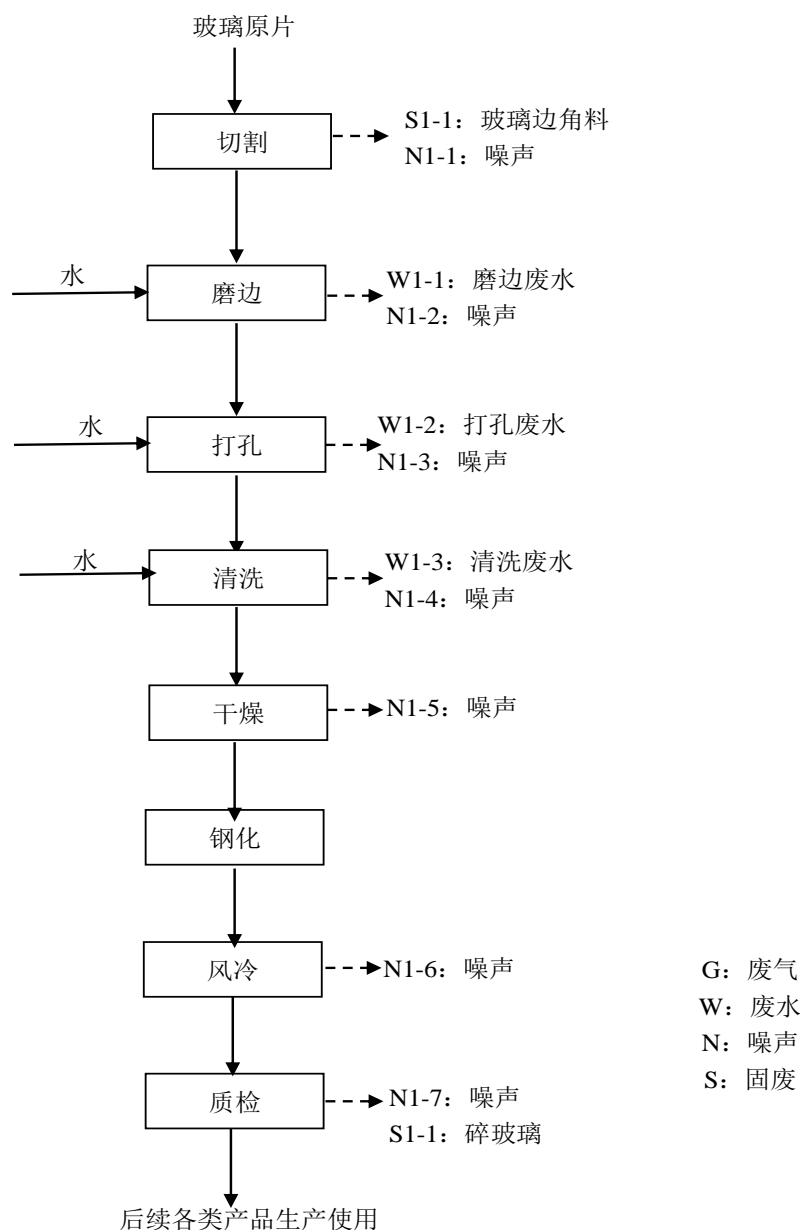 玻璃原片
切割
S1-1：玻璃边角料
N1-1：噪声
水
磨边
W1-1：磨边废水
N1-2：噪声
水
打孔
W1-2：打孔废水
N1-3：噪声
水
清洗
W1-3：清洗废水
N1-4：噪声
干燥
N1-5：噪声
钢化
风冷
N1-6：噪声
质检
N1-7：噪声
S1-1：碎玻璃
后续各类产品生产使用
G：废气
W：废水
N：噪声
S：固废